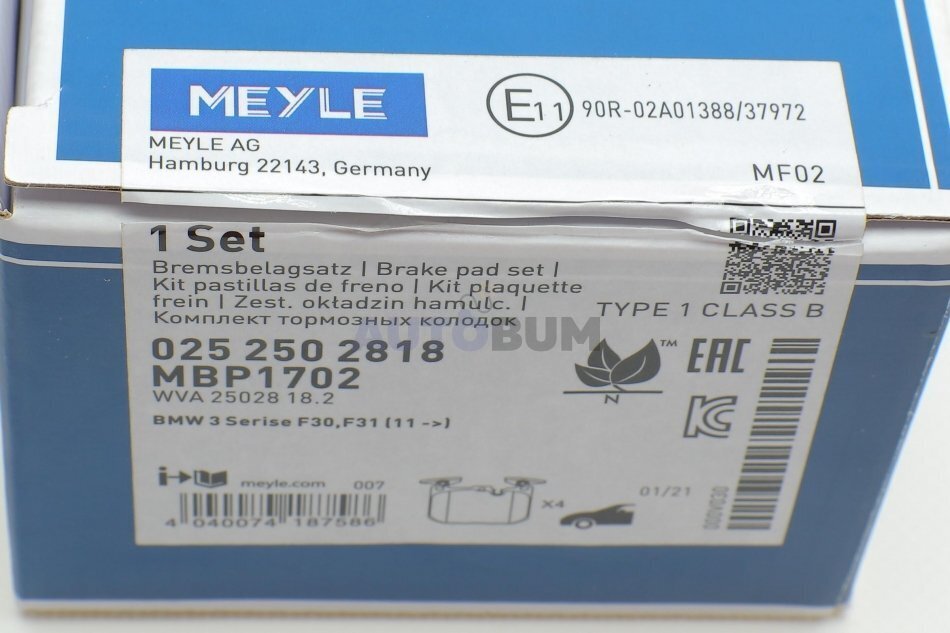 MEYLE
E11 90R-02A01388/37972
MEYLE AG
Hamburg 22143, Germany
MF02
1 Set
Bremsbelagsatz | Brake pad set |
Kit pastillas de freno | Kit plaquette
frein | Zest. okładzin hamulc. |
Комплект тормозных колодок
TYPE 1 CLASS B
AUTOBUM
025 250 2818
MBP1702
WVA 25028 18.2
BMW 3 Serise F30,F31 (11 ->)
N
TM
EAC
KC
i
meyle.com 007
4 040074 187586
X4
01/21